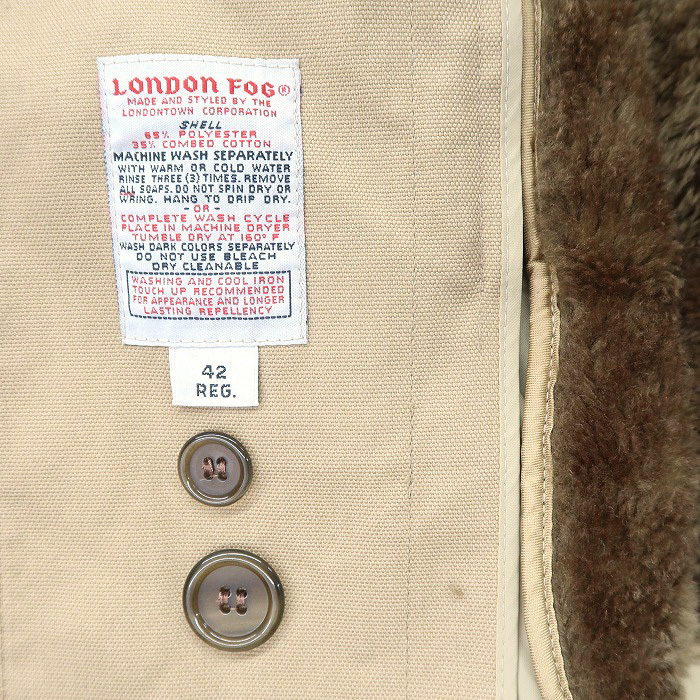 LONDON FOG®
MADE AND STYLED BY THE
LONDONTOWN CORPORATION
SHELL
65% POLYESTER
35% COMBED COTTON
MACHINE WASH SEPARATELY
WITH WARM OR COLD WATER
RINSE THREE (3) TIMES. REMOVE
ALL SOAPS. DO NOT SPIN DRY OR
WRING. HANG TO DRIP DRY.
-OR-
COMPLETE WASH CYCLE
PLACE IN MACHINE DRYER
TUMBLE DRY AT 160° F
WASH DARK COLORS SEPARATELY
DO NOT USE BLEACH
DRY CLEANABLE
WASHING AND COOL IRON
TOUCH UP RECOMMENDED
FOR APPEARANCE AND LONGER
LASTING REPELLENCY
42
REG.